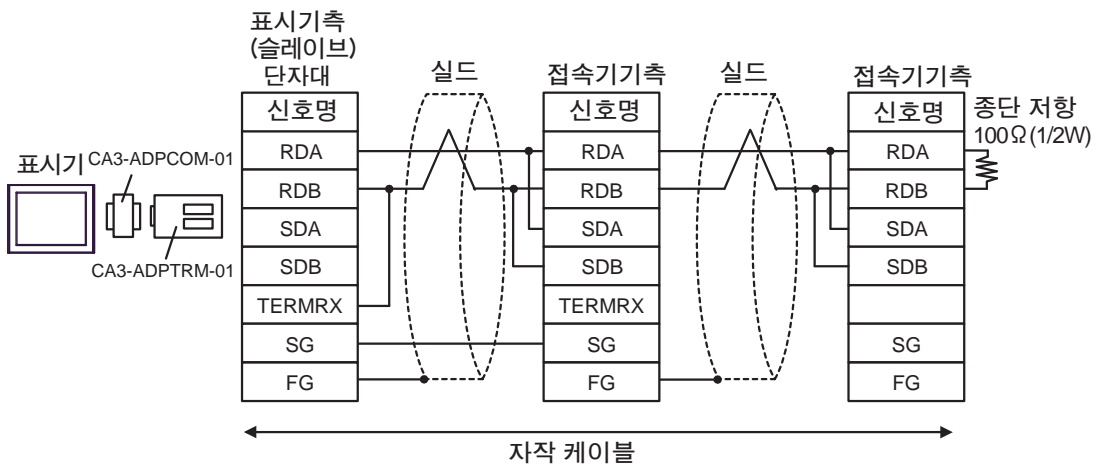 표시기측
(슬레이브)
단자대
실드
접속기기측
실드
접속기기측
신호명
신호명
신호명
종단 저항
100Ω(1/2W)
RDA
RDA
RDA
표시기
CA3-ADPCOM-01
RDB
RDB
RDB
SDA
SDA
SDA
CA3-ADPTRM-01
SDB
SDB
SDB
TERMRX
TERMRX
SG
SG
SG
FG
FG
FG
자작 케이블